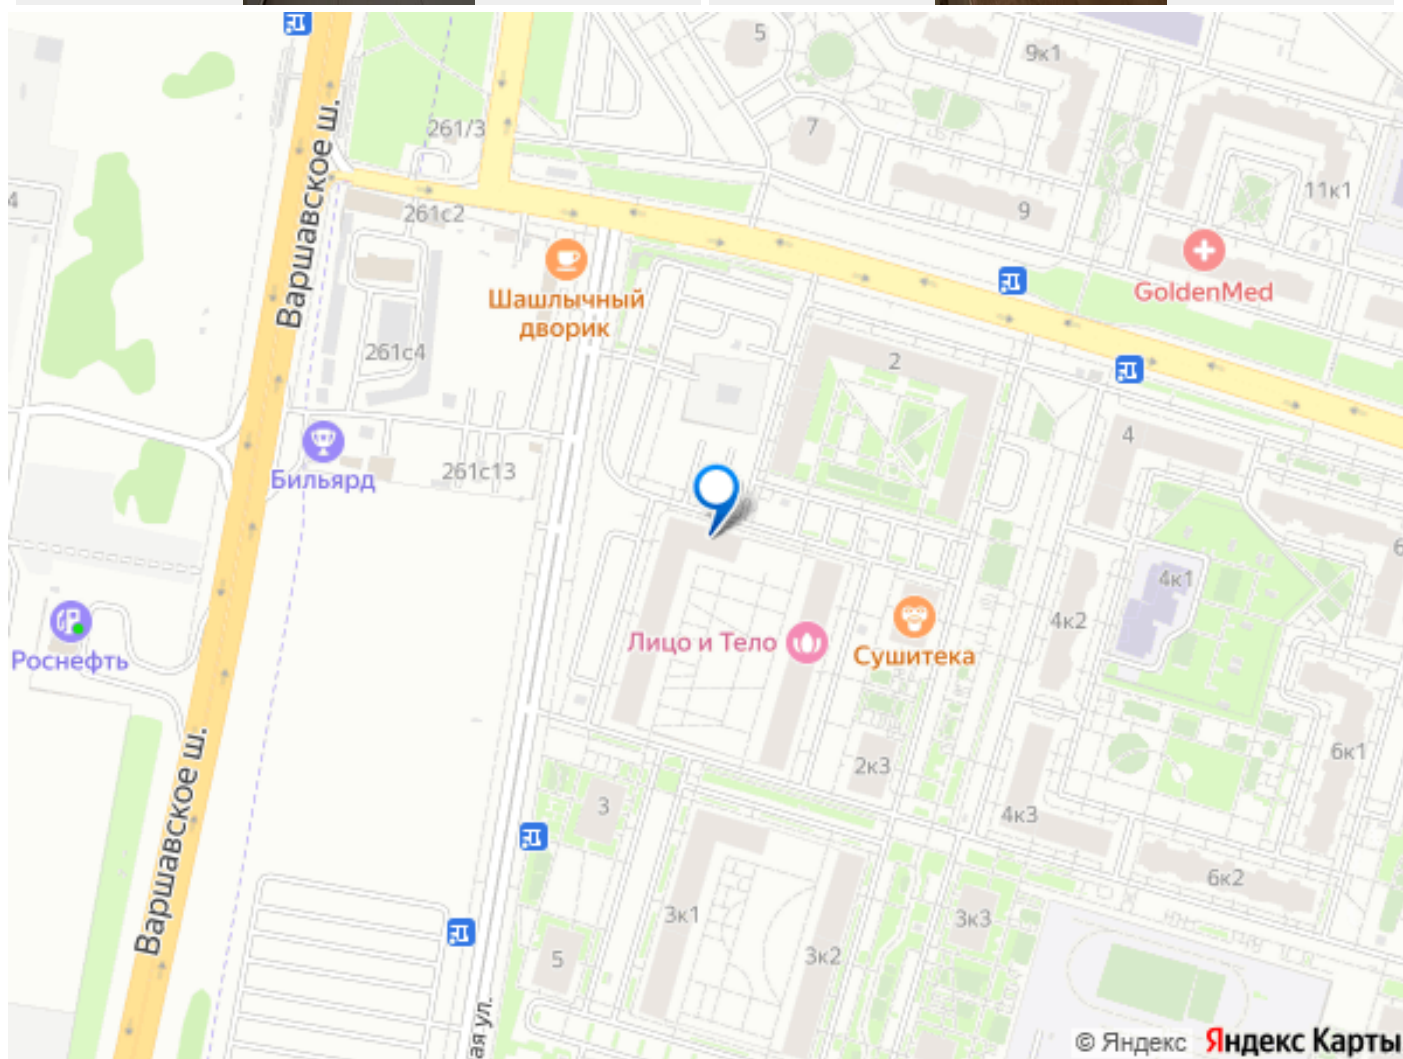 5
9к1
Варшавское ш.
261/3
7
11к1
4
261с2
9
Шашлычный
дворик
GoldenMed
261с4
2
4
Бильярд
261с13
6
4к1
Роснефть
Лицо и Тело
4к2
Сушитека
Варшавское ш.
2к3
6к1
3
4к3
6к2
3к1
3к3
5
3к2
ая ул.
© Яндекс
Яндекс Карты